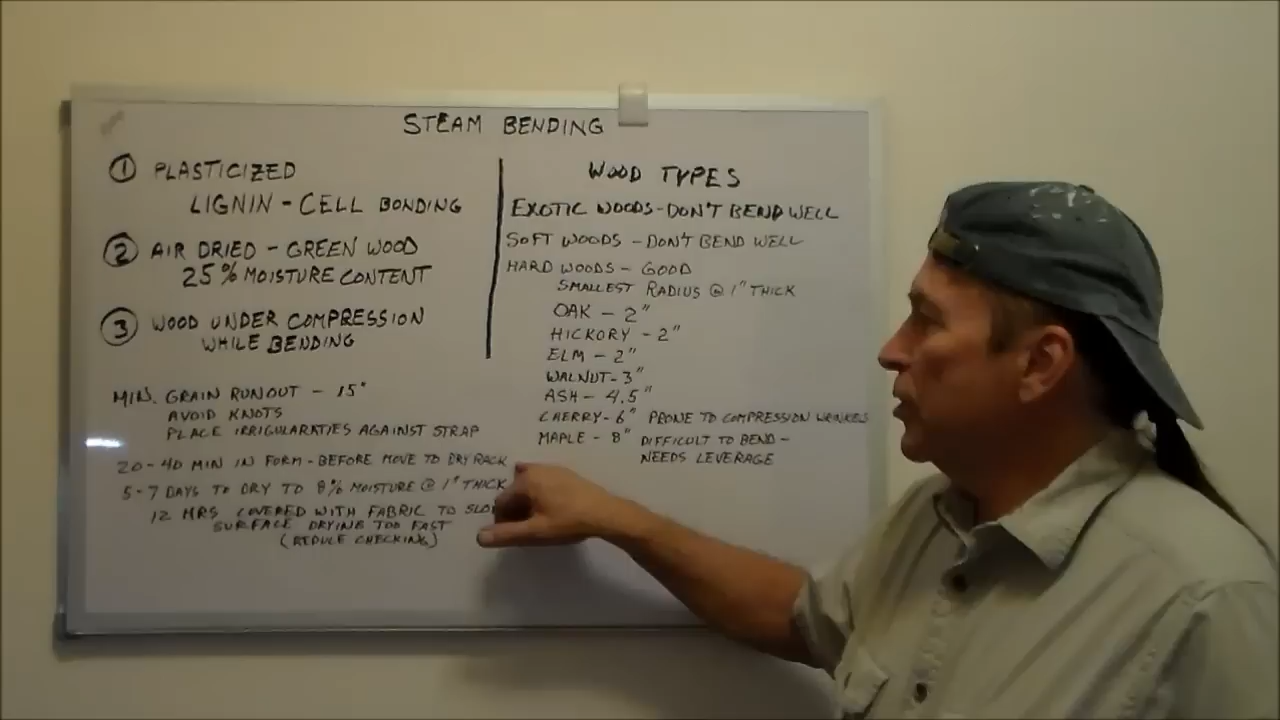 STEAM BENDING
① PLASTICIZED
LIGNIN - CELL BONDING
② AIR DRIED - GREEN WOOD
25% MOISTURE CONTENT
③ WOOD UNDER COMPRESSION
WHILE BENDING
MIN. GRAIN RUNOUT - 15°
AVOID KNOTS
PLACE IRRIGULARATIES AGAINST STRAP
20-40 MIN IN FORM - BEFORE MOVE TO DRY RACK
5-7 DAYS TO DRY TO 8% MOISTURE @ 1" THICK
12 HRS COVERED WITH FABRIC TO
SURFACE DRYING TOO FAST
(REDUCE CHECKING)
WOOD TYPES
EXOTIC WOODS - DON'T BEND WELL
SOFT WOODS - DON'T BEND WELL
HARD WOODS - GOOD
SMALLEST RADIUS @ 1" THICK
OAK - 2"
HICKORY - 2"
ELM - 2"
WALNUT - 3"
ASH - 4.5"
CHERRY - 6" PRONE TO COMPRESSION WRINKELS
MAPLE - 8" DIFFICULT TO BEND -
NEEDS LEVERAGE